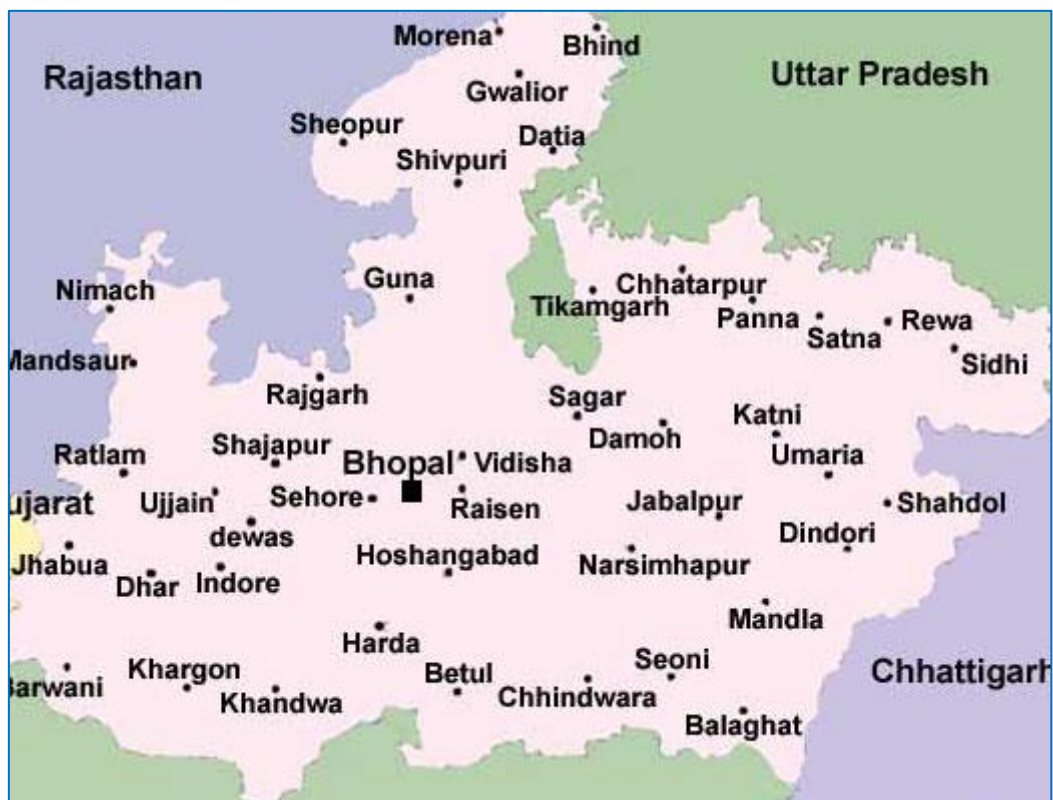 Morena
Bhind
Rajasthan
Uttar Pradesh
Gwalior
Sheopur
Datia
Shivpuri
Guna
Chhatarpur
Nimach
Tikamgarh
Panna
Rewa
Satna
Mandsaur
Sidhi
Rajgarh
Sagar
Katni
Damoh
Shajapur
Ratlam
Bhopal
Vidisha
Umaria
Ujjain
Sehore
Raisen
Jabalpur
Shahdol
ujarat
dewas
Dindori
Hoshangabad
Jhabua
Dhar
Indore
Narsimhapur
Mandla
Harda
Seoni
Khargon
Betul
Chhattigarh
Barwani
Khandwa
Chhindwara
Balaghat